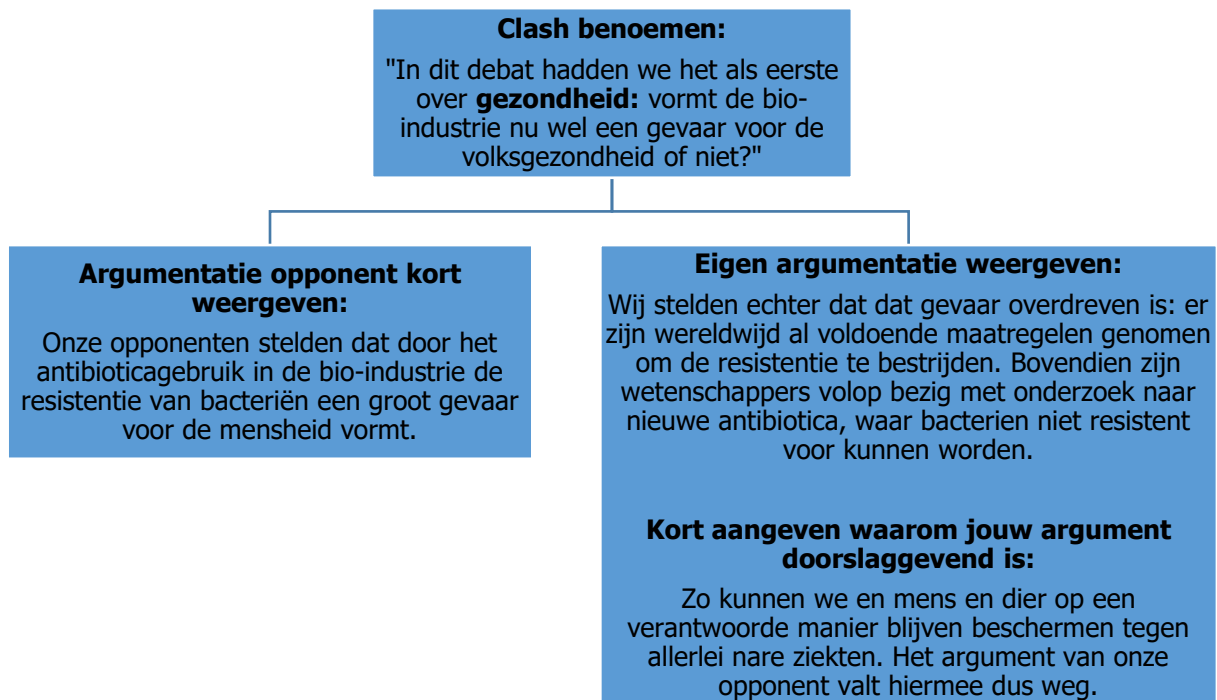 Clash benoemen:
"In dit debat hadden we het als eerste
over gezondheid: vormt de bio-
industrie nu wel een gevaar voor de
volksgezondheid of niet?"
Argumentatie opponent kort
weergeven:
Onze opponenten stelden dat door het
antibioticagebruik in de bio-industrie de
resistentie van bacteriën een groot gevaar
voor de mensheid vormt.
Eigen argumentatie weergeven:
Wij stelden echter dat dat gevaar overdreven is: er
zijn wereldwijd al voldoende maatregelen genomen
om de resistentie te bestrijden. Bovendien zijn
wetenschappers volop bezig met onderzoek naar
nieuwe antibiotica, waar bacterien niet resistent
voor kunnen worden.
Kort aangeven waarom jouw argument
doorslaggevend is:
Zo kunnen we en mens en dier op een
verantwoorde manier blijven beschermen tegen
allerlei nare ziekten. Het argument van onze
opponent valt hiermee dus weg.